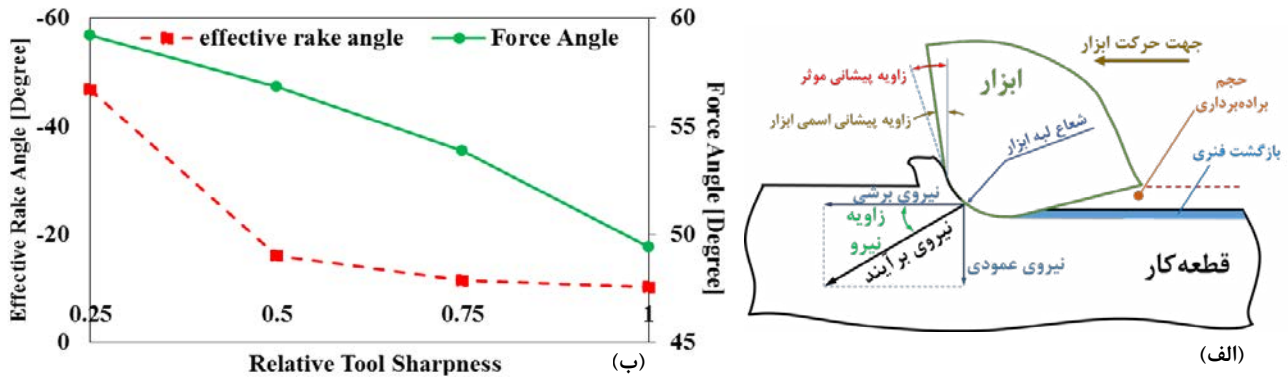 effective rake angle
Force Angle
Effective Rake Angle [Degree]
-60
-40
-20
0
60
55
50
45
Force Angle [Degree]
0.25
0.5
0.75
1
Relative Tool Sharpness
(ب)
جهت حرکت ابزار
زاویه پیشانی موثر
ابزار
حجم
براده‌برداری
زاویه پیشانی اسمی ابزار
شعاع لبه ابزار
بازگشت فنری
نیروی برشی
زاویه
نیرو
نیروی برآیند
نیروی عمودی
قطعه‌کار
(الف)